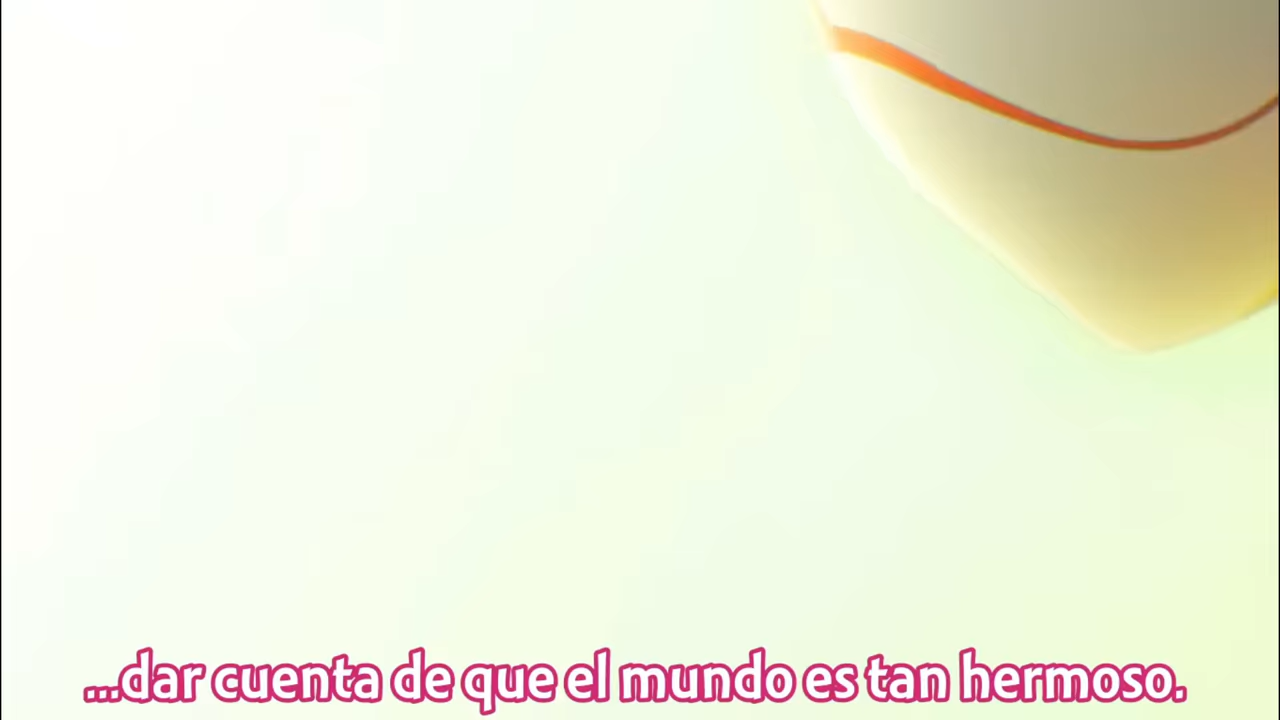 ...dar cuenta de que el mundo es tan hermoso.